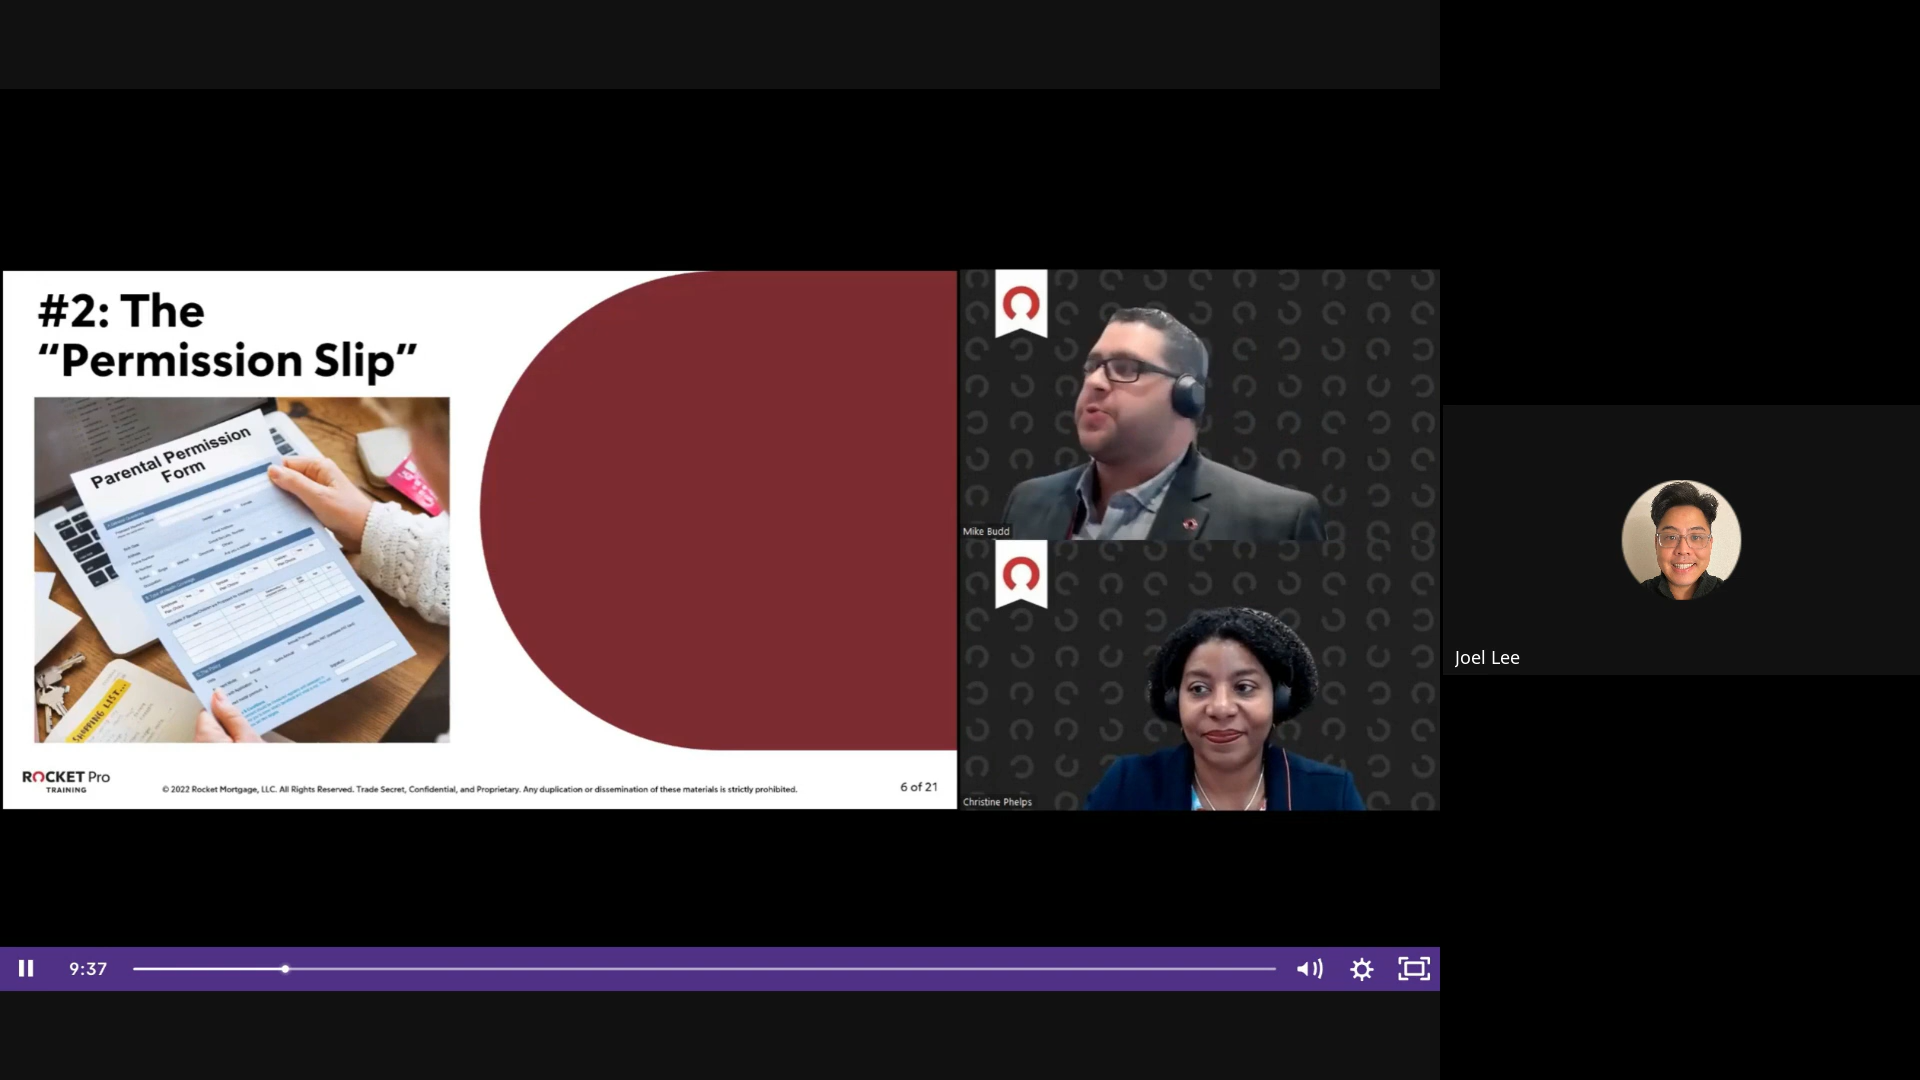 #2: The
“Permission Slip”
Parental Permission
Form
SHOPPING LIST...
ROCKET Pro
TRAINING
© 2022 Rocket Mortgage, LLC. All Rights Reserved. Trade Secret, Confidential, and Proprietary. Any duplication or dissemination of these materials is strictly prohibited.
6 of 21
Mike Budd
Christine Phelps
Joel Lee
9:37